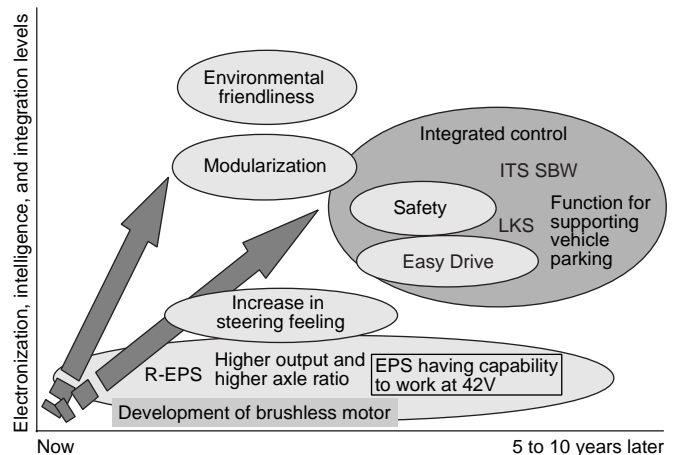 Electronization, intelligence, and integration levels
Environmental
friendliness
Modularization
Integrated control
ITS SBW
Safety
LKS
Function for
supporting
vehicle
parking
Easy Drive
Increase in
steering feeling
R-EPS
Higher output and
higher axle ratio
EPS having capability
to work at 42V
Development of brushless motor
Now
5 to 10 years later